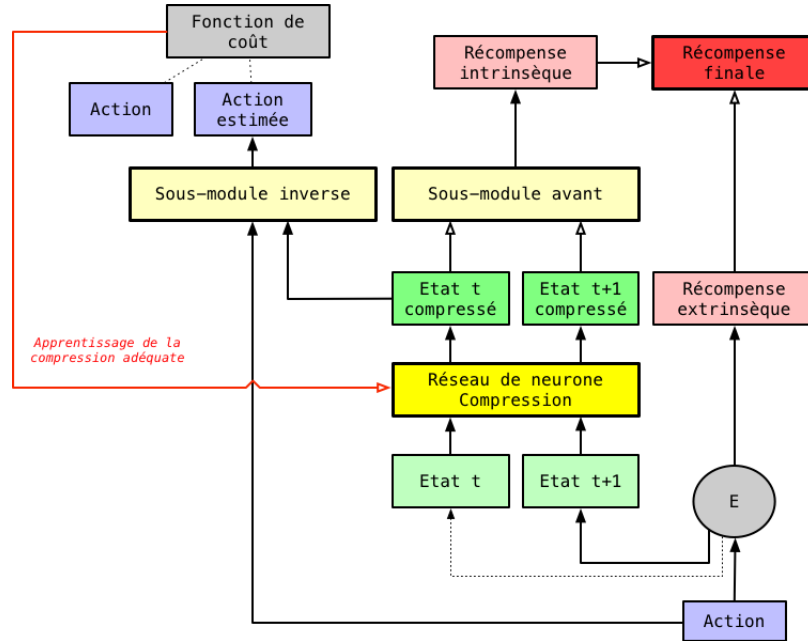 Fonction de
coût
Récompense
intrinsèque
Récompense
finale
Action
Action
estimée
Sous-module inverse
Sous-module avant
Etat t
compressé
Etat t+1
compressé
Récompense
extrinsèque
Apprentissage de la
compression adéquate
Réseau de neurone
Compression
Etat t
Etat t+1
E
Action